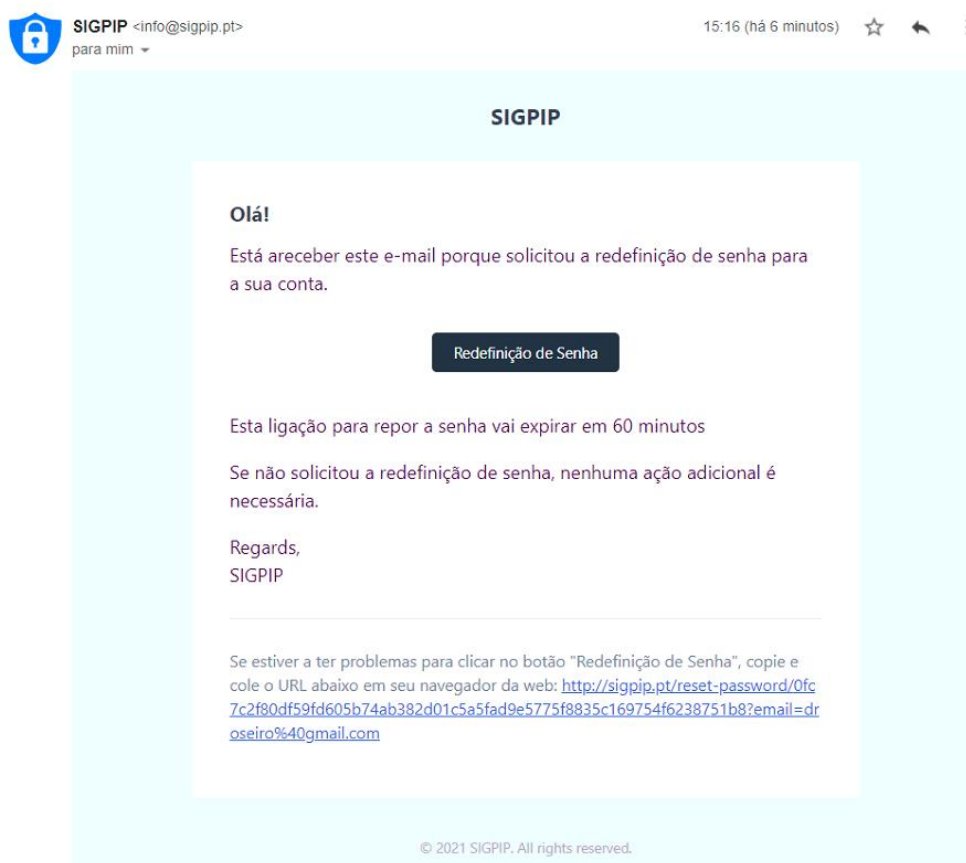 SIGPIP <info@sigpip.pt>
15:16 (há 6 minutos)
para mim
SIGPIP
Olá!
Está areceber este e-mail porque solicitou a redefinição de senha para
a sua conta.
Redefinição de Senha
Esta ligação para repor a senha vai expirar em 60 minutos
Se não solicitou a redefinição de senha, nenhuma ação adicional é
necessária.
Regards,
SIGPIP
Se estiver a ter problemas para clicar no botão "Redefinição de Senha", copie e
cole o URL abaixo em seu navegador da web: http://sigpip.pt/reset-password/0fc
7c2f80df59fd605b74ab382d01c5a5fad9e5775f8835c169754f6238751b8?email=dr
oseiro%40gmail.com
© 2021 SIGPIP. All rights reserved.